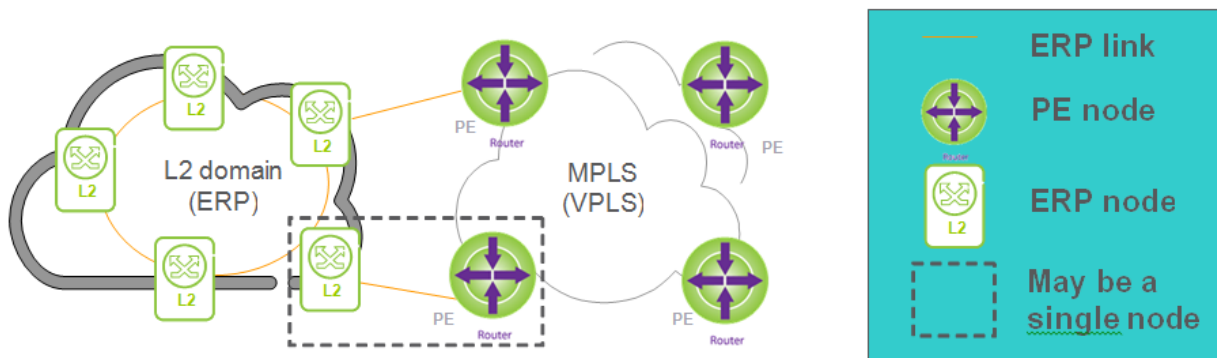 L2
L2
L2
L2
L2
L2 domain
(ERP)
PE
Router
Router
PE
MPLS
(VPLS)
PE
Router
PE
Router
ERP link
PE node
Router
L2
ERP node
May be a
single node